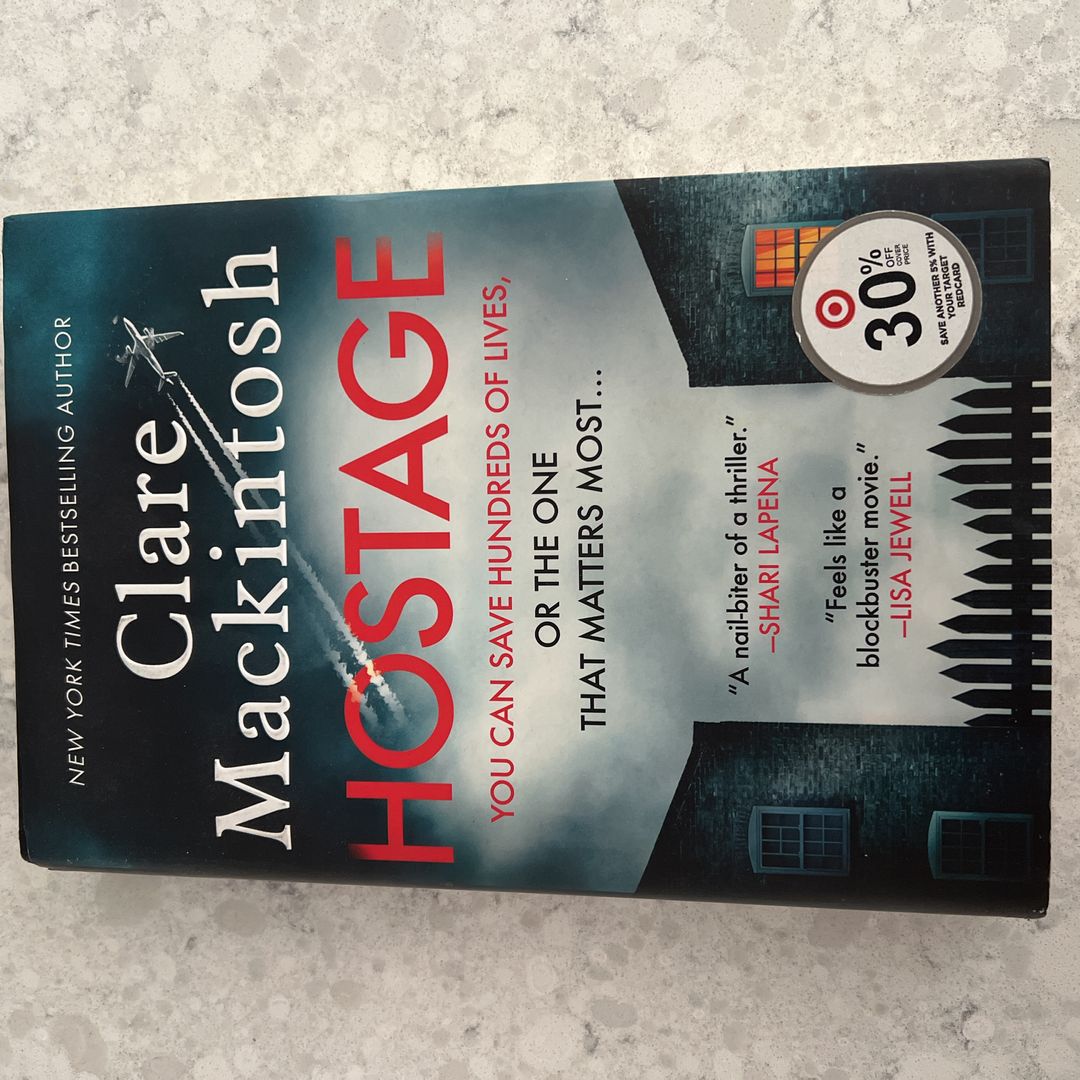 NEW YORK TIMES BESTSELLING AUTHOR
Clare
Mackintosh
HOSTAGE
YOU CAN SAVE HUNDREDS OF LIVES,
OR THE ONE
THAT MATTERS MOST...
“A nail-biter of a thriller.”
—SHARI LAPENA
“Feels like a
blockbuster movie.”
—LISA JEWELL
30%
OFF
COVER
PRICE
SAVE ANOTHER 5% WITH
YOUR TARGET
REDCARD